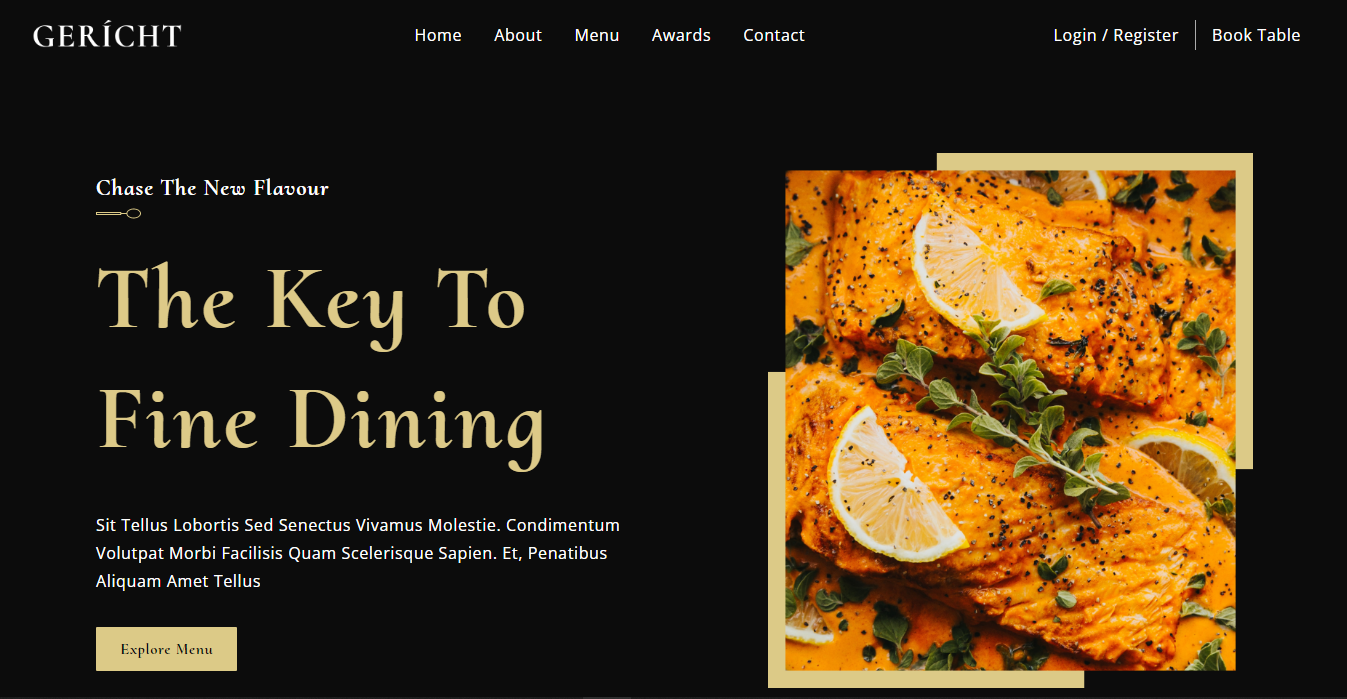 GERÍCHT
Home About Menu Awards Contact
Login / Register Book Table
Chase The New Flavour
The Key To
Fine Dining
Sit Tellus Lobortis Sed Senectus Vivamus Molestie. Condimentum
Volutpat Morbi Facilisis Quam Scelerisque Sapien. Et, Penatibus
Aliquam Amet Tellus
Explore Menu